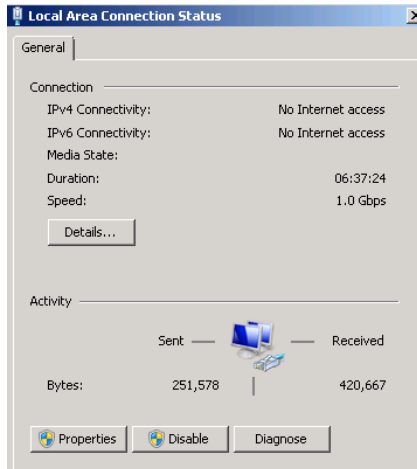 Local Area Connection Status
General
Connection
IPv4 Connectivity: No Internet access
IPv6 Connectivity: No Internet access
Media State:
Duration: 06:37:24
Speed: 1.0 Gbps
Details...
Activity
Sent Received
Bytes: 251,578 420,667
Properties Disable Diagnose